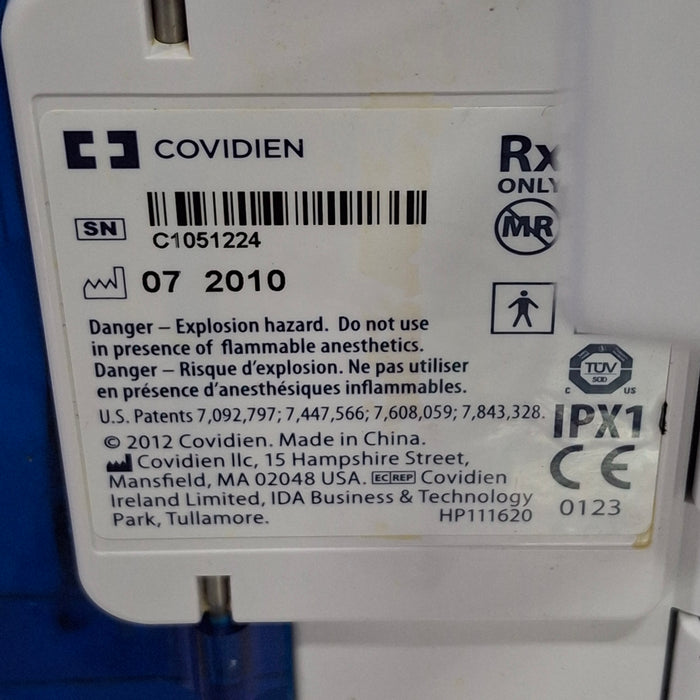 COVIDIEN
Rx
ONLY
SN
C1051224
MR
07 2010
Danger – Explosion hazard. Do not use
in presence of flammable anesthetics.
Danger – Risque d'explosion. Ne pas utiliser
en présence d'anesthésiques inflammables.
TÜV
SÜD
C US
U.S. Patents 7,092,797; 7,447,566; 7,608,059; 7,843,328.
IPX1
© 2012 Covidien. Made in China.
Covidien llc, 15 Hampshire Street,
Mansfield, MA 02048 USA. EC REP Covidien
Ireland Limited, IDA Business & Technology
Park, Tullamore.
HP111620
CE
0123